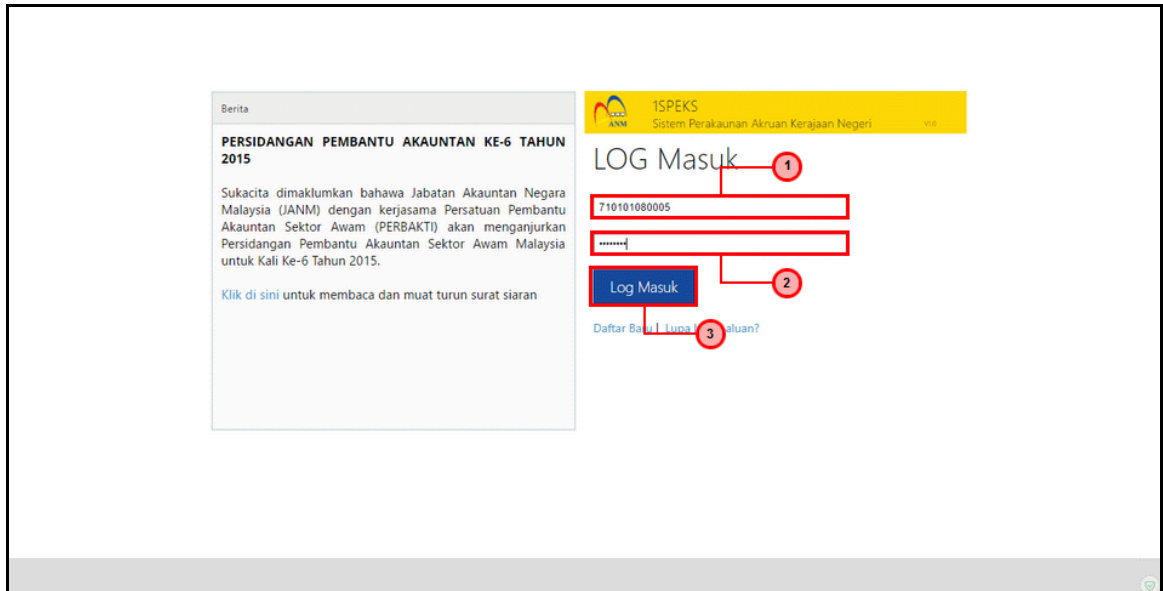 Berita
PERSIDANGAN PEMBANTU AKAUNTAN KE-6 TAHUN
2015
Sukacita dimaklumkan bahawa Jabatan Akauntan Negara
Malaysia (JANM) dengan kerjasama Persatuan Pembantu
Akauntan Sektor Awam (PERBAKTI) akan menganjurkan
Persidangan Pembantu Akauntan Sektor Awam Malaysia
untuk Kali Ke-6 Tahun 2015.
Klik di sini untuk membaca dan muat turun surat siaran
ANM
1SPEKS
Sistem Perakaunan Akruan Kerajaan Negeri
V1.0
LOG Masuk
1
710101080005
••••••••
2
Log Masuk
3
Daftar Baru | Lupa